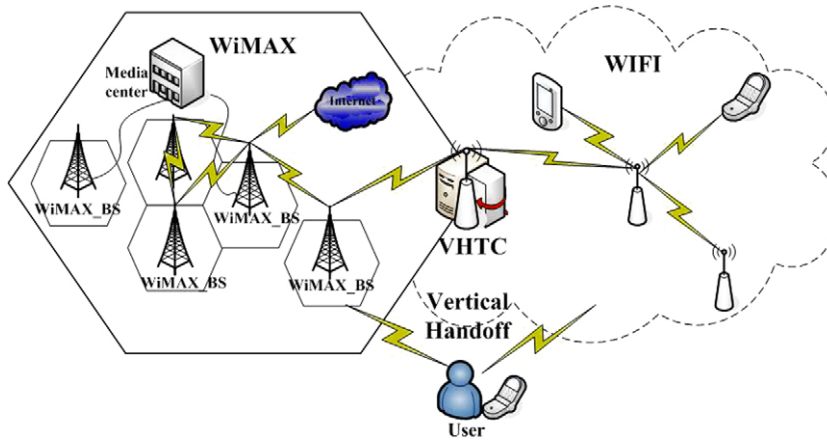 WiMAX
Media
center
Internet
WIFI
WiMAX_BS
WiMAX_BS
WiMAX_BS
WiMAX_BS
VHTC
Vertical
Handoff
User